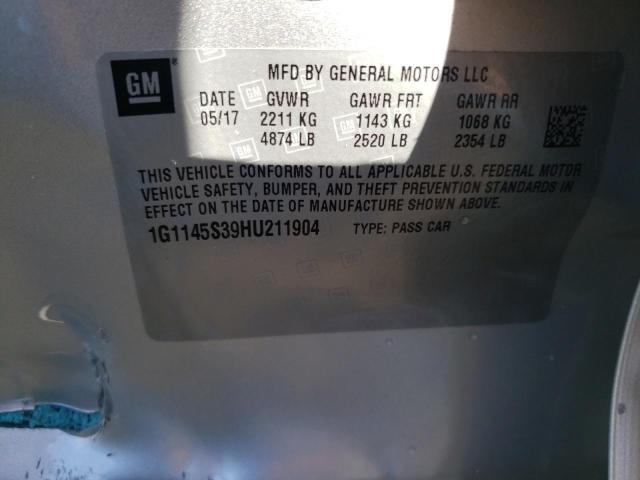 GM ® MFD BY GENERAL MOTORS LLC
DATE GVWR GAWR FRT GAWR RR
05/17 2211 KG 1143 KG 1068 KG
4874 LB 2520 LB 2354 LB
THIS VEHICLE CONFORMS TO ALL APPLICABLE U.S. FEDERAL MOTOR
VEHICLE SAFETY, BUMPER, AND THEFT PREVENTION STANDARDS IN
EFFECT ON THE DATE OF MANUFACTURE SHOWN ABOVE.
1G1145S39HU211904 TYPE: PASS CAR